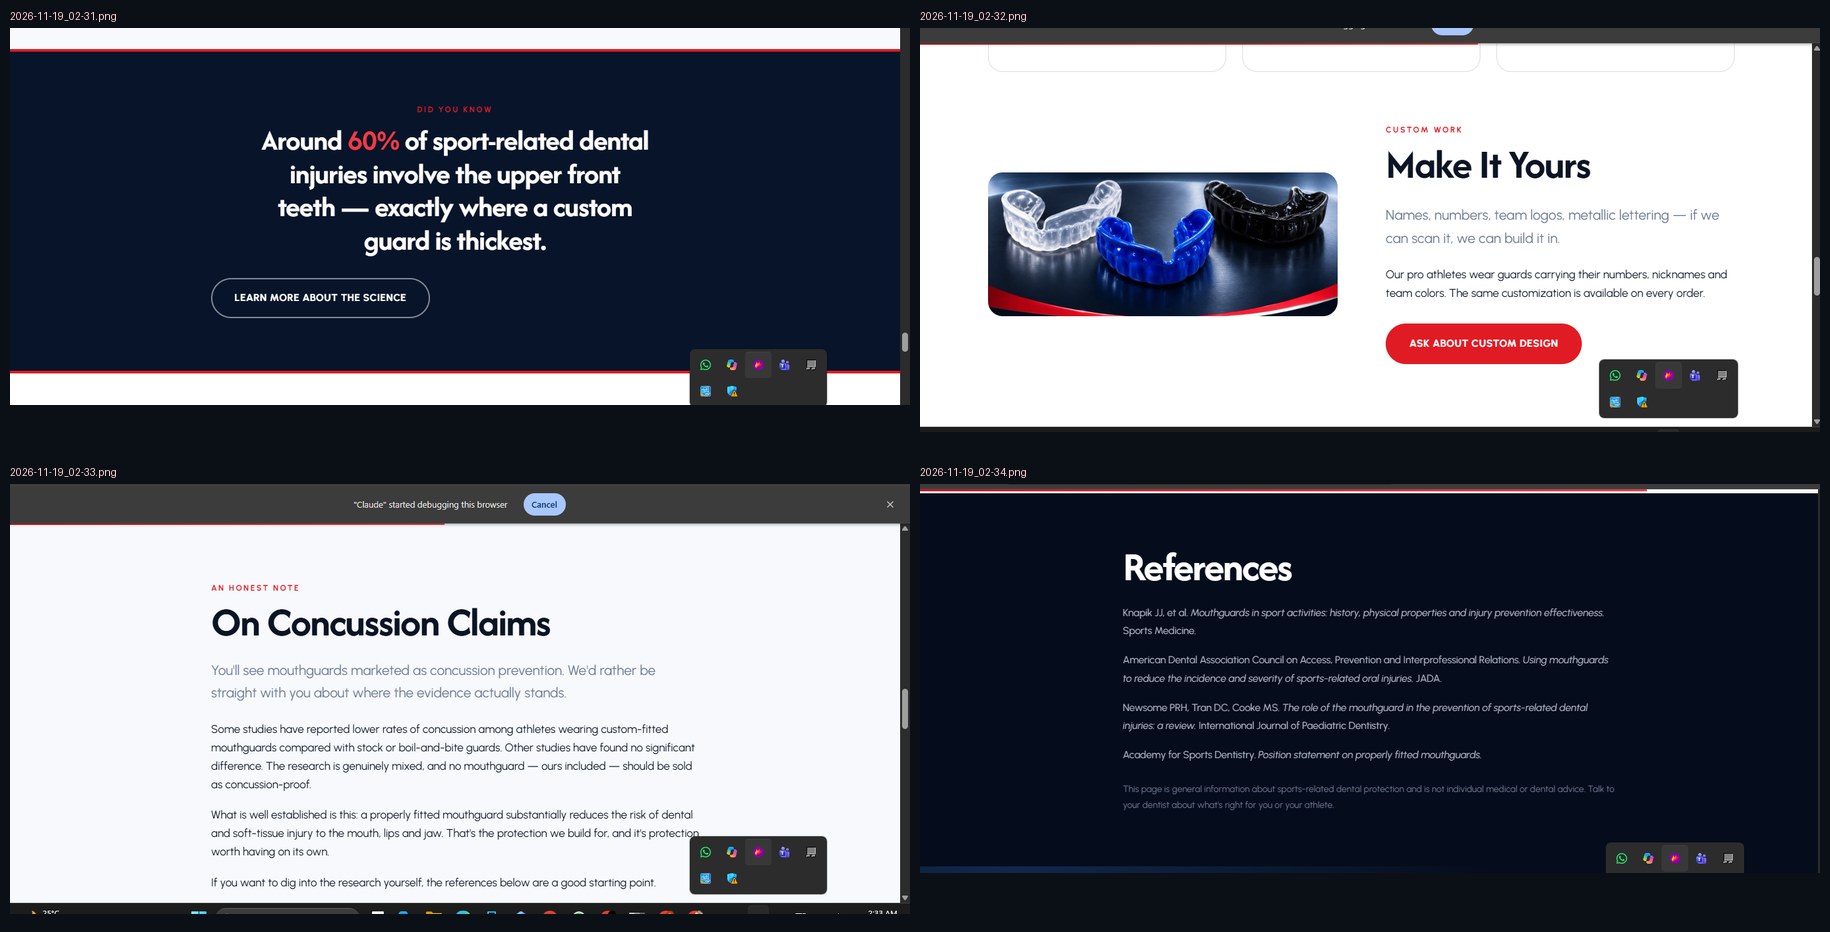 2026-11-19_02-31.png
DID YOU KNOW
Around 60% of sport-related dental
injuries involve the upper front
teeth — exactly where a custom
guard is thickest.
LEARN MORE ABOUT THE SCIENCE
2026-11-19_02-32.png
CUSTOM WORK
Make It Yours
Names, numbers, team logos, metallic lettering — if we
can scan it, we can build it in.
Our pro athletes wear guards carrying their numbers, nicknames and
team colors. The same customization is available on every order.
ASK ABOUT CUSTOM DESIGN
2026-11-19_02-33.png
"Claude" started debugging this browser
Cancel
AN HONEST NOTE
On Concussion Claims
You'll see mouthguards marketed as concussion prevention. We'd rather be
straight with you about where the evidence actually stands.
Some studies have reported lower rates of concussion among athletes wearing custom-fitted
mouthguards compared with stock or boil-and-bite guards. Other studies have found no significant
difference. The research is genuinely mixed, and no mouthguard — ours included — should be sold
as concussion-proof.
What is well established is this: a properly fitted mouthguard substantially reduces the risk of dental
and soft-tissue injury to the mouth, lips and jaw. That's the protection we build for, and it's protection
worth having on its own.
If you want to dig into the research yourself, the references below are a good starting point.
2026-11-19_02-34.png
References
Knapik JJ, et al. Mouthguards in sport activities: history, physical properties and injury prevention effectiveness.
Sports Medicine.
American Dental Association Council on Access, Prevention and Interprofessional Relations. Using mouthguards
to reduce the incidence and severity of sports-related oral injuries. JADA.
Newsome PRH, Tran DC, Cooke MS. The role of the mouthguard in the prevention of sports-related dental
injuries: a review. International Journal of Paediatric Dentistry.
Academy for Sports Dentistry. Position statement on properly fitted mouthguards.
This page is general information about sports-related dental protection and is not individual medical or dental advice. Talk to
your dentist about what's right for you or your athlete.